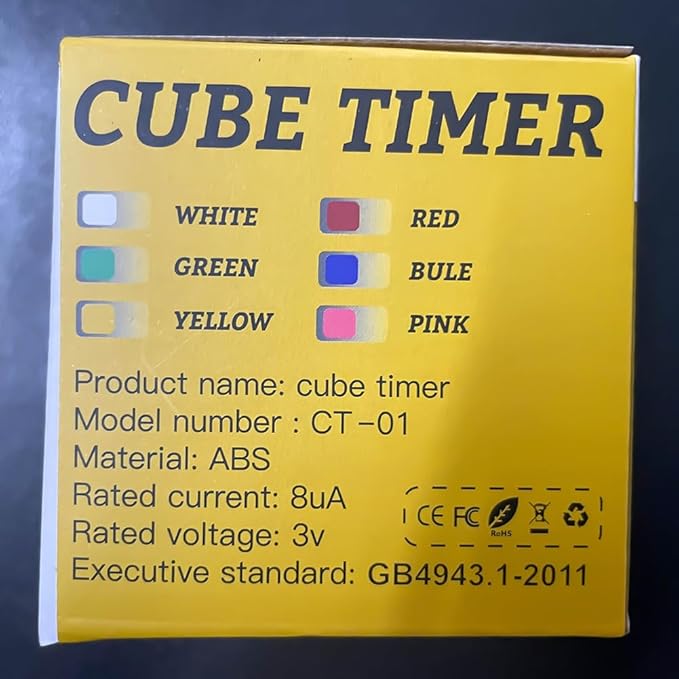 CUBE TIMER
WHITE RED
GREEN BULE
YELLOW PINK
Product name: cube timer
Model number : CT-01
Material: ABS
Rated current: 8uA
CE FC RoHS
Rated voltage: 3v
Executive standard: GB4943.1-2011